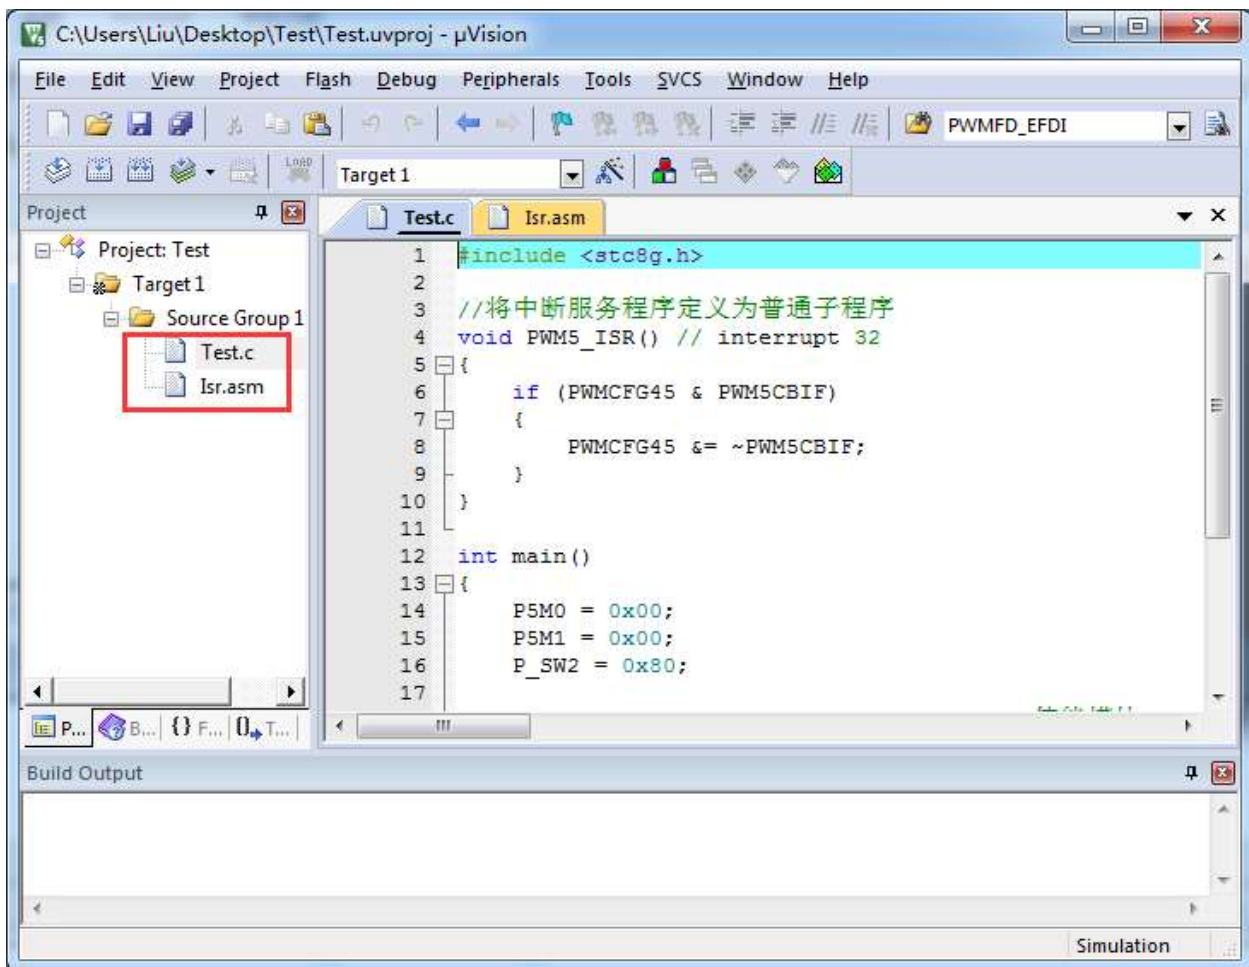 C:\Users\Liu\Desktop\Test\Test.uvproj - µVision
File Edit View Project Flash Debug Peripherals Tools SVCS Window Help
PWMFD_EFDI
LOAD Target 1
Project
Project: Test
Target 1
Source Group 1
Test.c
Isr.asm
P... B... {} F... 0 T...
Test.c Isr.asm
1 #include <stc8g.h>
2
3 //将中断服务程序定义为普通子程序
4 void PWM5_ISR() // interrupt 32
5 {
6 if (PWMCFG45 & PWM5CBIF)
7 {
8 PWMCFG45 &= ~PWM5CBIF;
9 }
10 }
11
12 int main()
13 {
14 P5M0 = 0x00;
15 P5M1 = 0x00;
16 P_SW2 = 0x80;
17
Build Output
Simulation